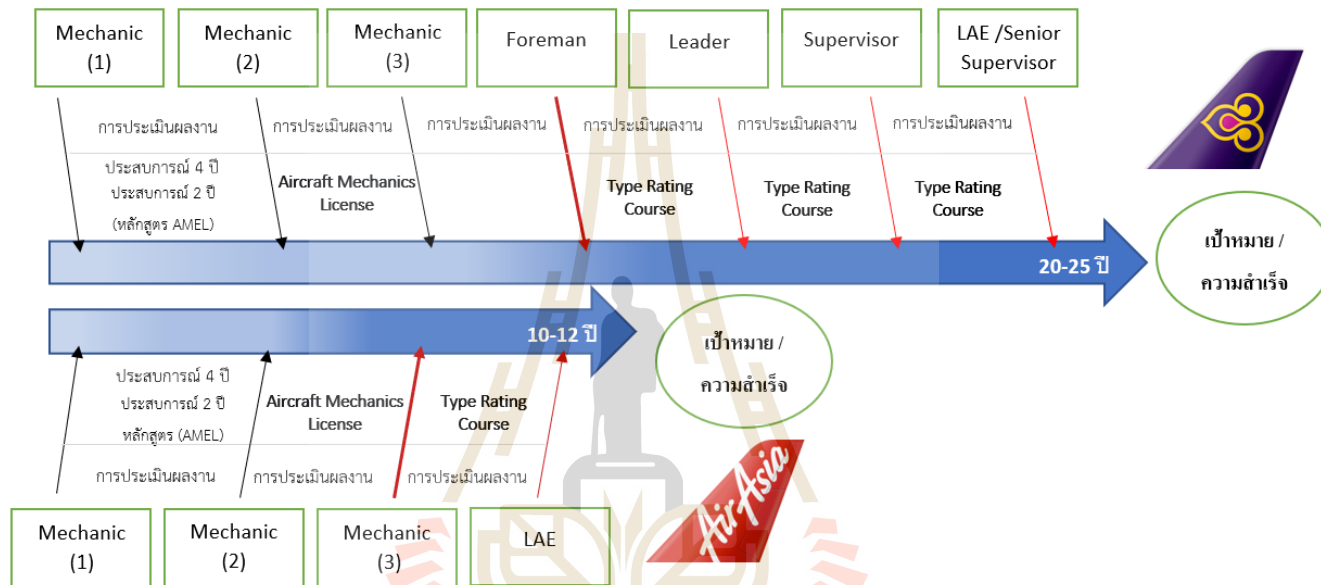 Mechanic
(1)
Mechanic
(2)
Mechanic
(3)
Foreman
Leader
Supervisor
LAE /Senior
Supervisor
การประเมินผลงาน
การประเมินผลงาน
การประเมินผลงาน
การประเมินผลงาน
การประเมินผลงาน
การประเมินผลงาน
ประสบการณ์ 4 ปี
ประสบการณ์ 2 ปี
(หลักสูตร AMEL)
Aircraft Mechanics
License
Type Rating
Course
Type Rating
Course
Type Rating
Course
20-25 ปี
เป้าหมาย /
ความสำเร็จ
10-12 ปี
เป้าหมาย /
ความสำเร็จ
ประสบการณ์ 4 ปี
ประสบการณ์ 2 ปี
หลักสูตร (AMEL)
Aircraft Mechanics
License
Type Rating
Course
การประเมินผลงาน
การประเมินผลงาน
การประเมินผลงาน
AirAsia
Mechanic
(1)
Mechanic
(2)
Mechanic
(3)
LAE